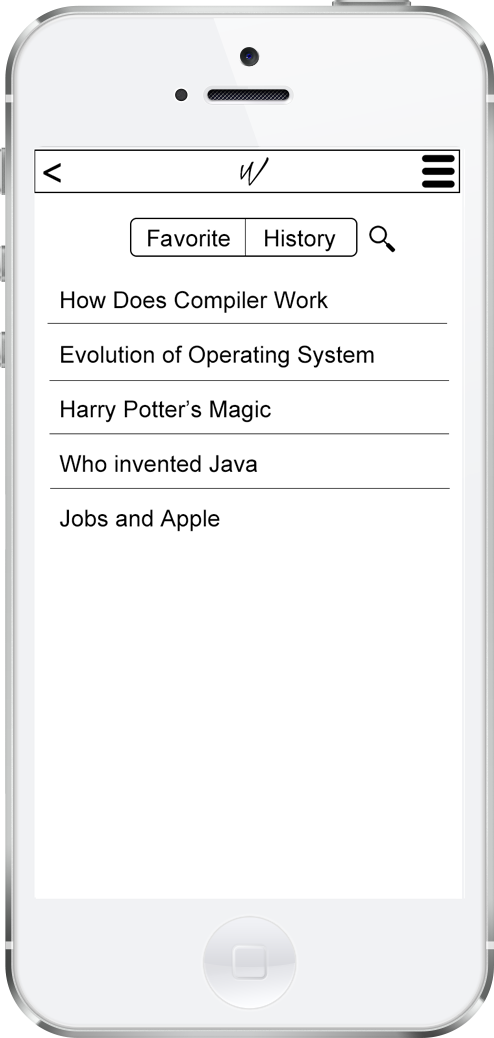 <
W
Favorite History
How Does Compiler Work
Evolution of Operating System
Harry Potter’s Magic
Who invented Java
Jobs and Apple